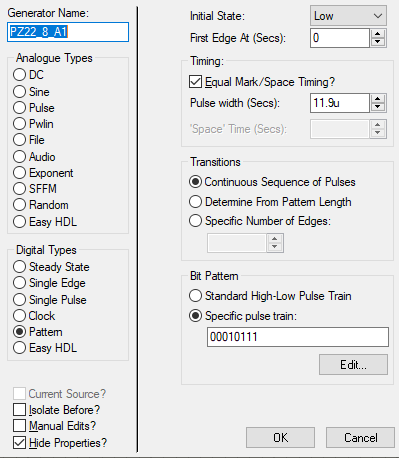 Generator Name:
PZ22_8_A1
Analogue Types
DC
Sine
Pulse
Pwlin
File
Audio
Exponent
SFFM
Random
Easy HDL
Digital Types
Steady State
Single Edge
Single Pulse
Clock
Pattern
Easy HDL
Current Source?
Isolate Before?
Manual Edits?
Hide Properties?
Initial State: Low
First Edge At (Secs): 0
Timing:
Equal Mark/Space Timing?
Pulse width (Secs): 11.9u
'Space' Time (Secs):
Transitions
Continuous Sequence of Pulses
Determine From Pattern Length
Specific Number of Edges:
Bit Pattern
Standard High-Low Pulse Train
Specific pulse train:
00010111
Edit...
OK Cancel